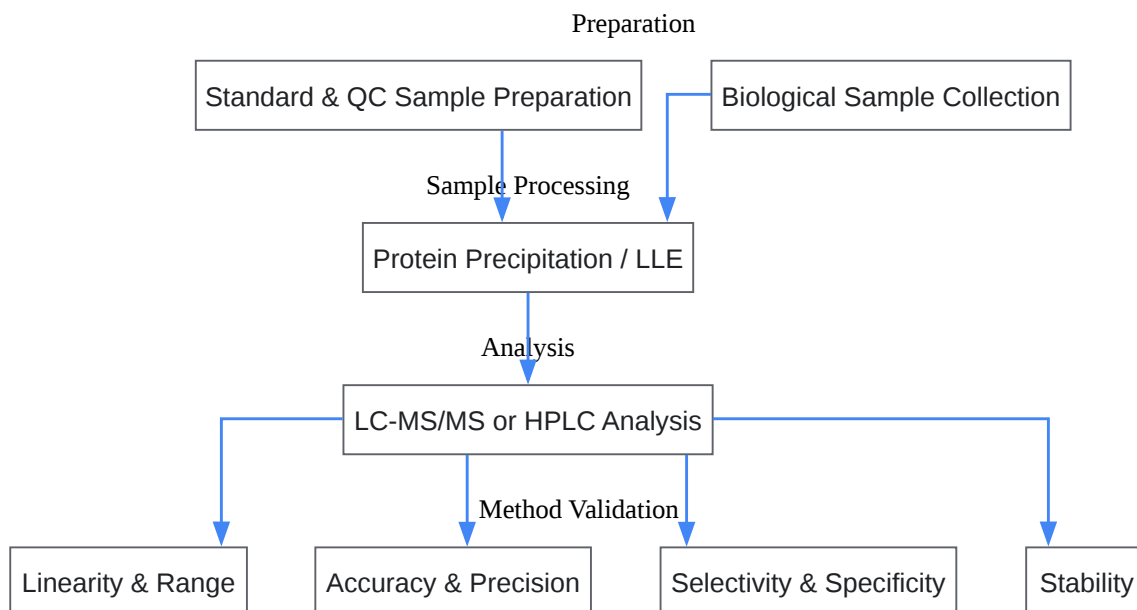 Preparation
Standard & QC Sample Preparation
Biological Sample Collection
Sample Processing
Protein Precipitation / LLE
Analysis
LC-MS/MS or HPLC Analysis
Method Validation
Linearity & Range
Accuracy & Precision
Selectivity & Specificity
Stability